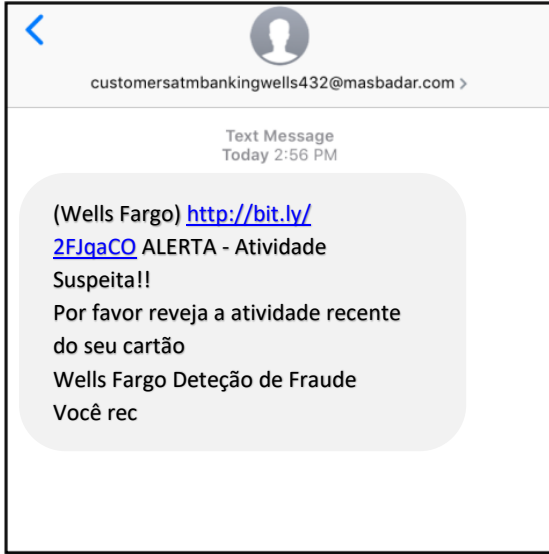 customersatmbankingwells432@masbadar.com >
Text Message
Today 2:56 PM
(Wells Fargo) http://bit.ly/
2FJqaCO ALERTA - Atividade
Suspeita!!
Por favor reveja a atividade recente
do seu cartão
Wells Fargo Deteção de Fraude
Você rec